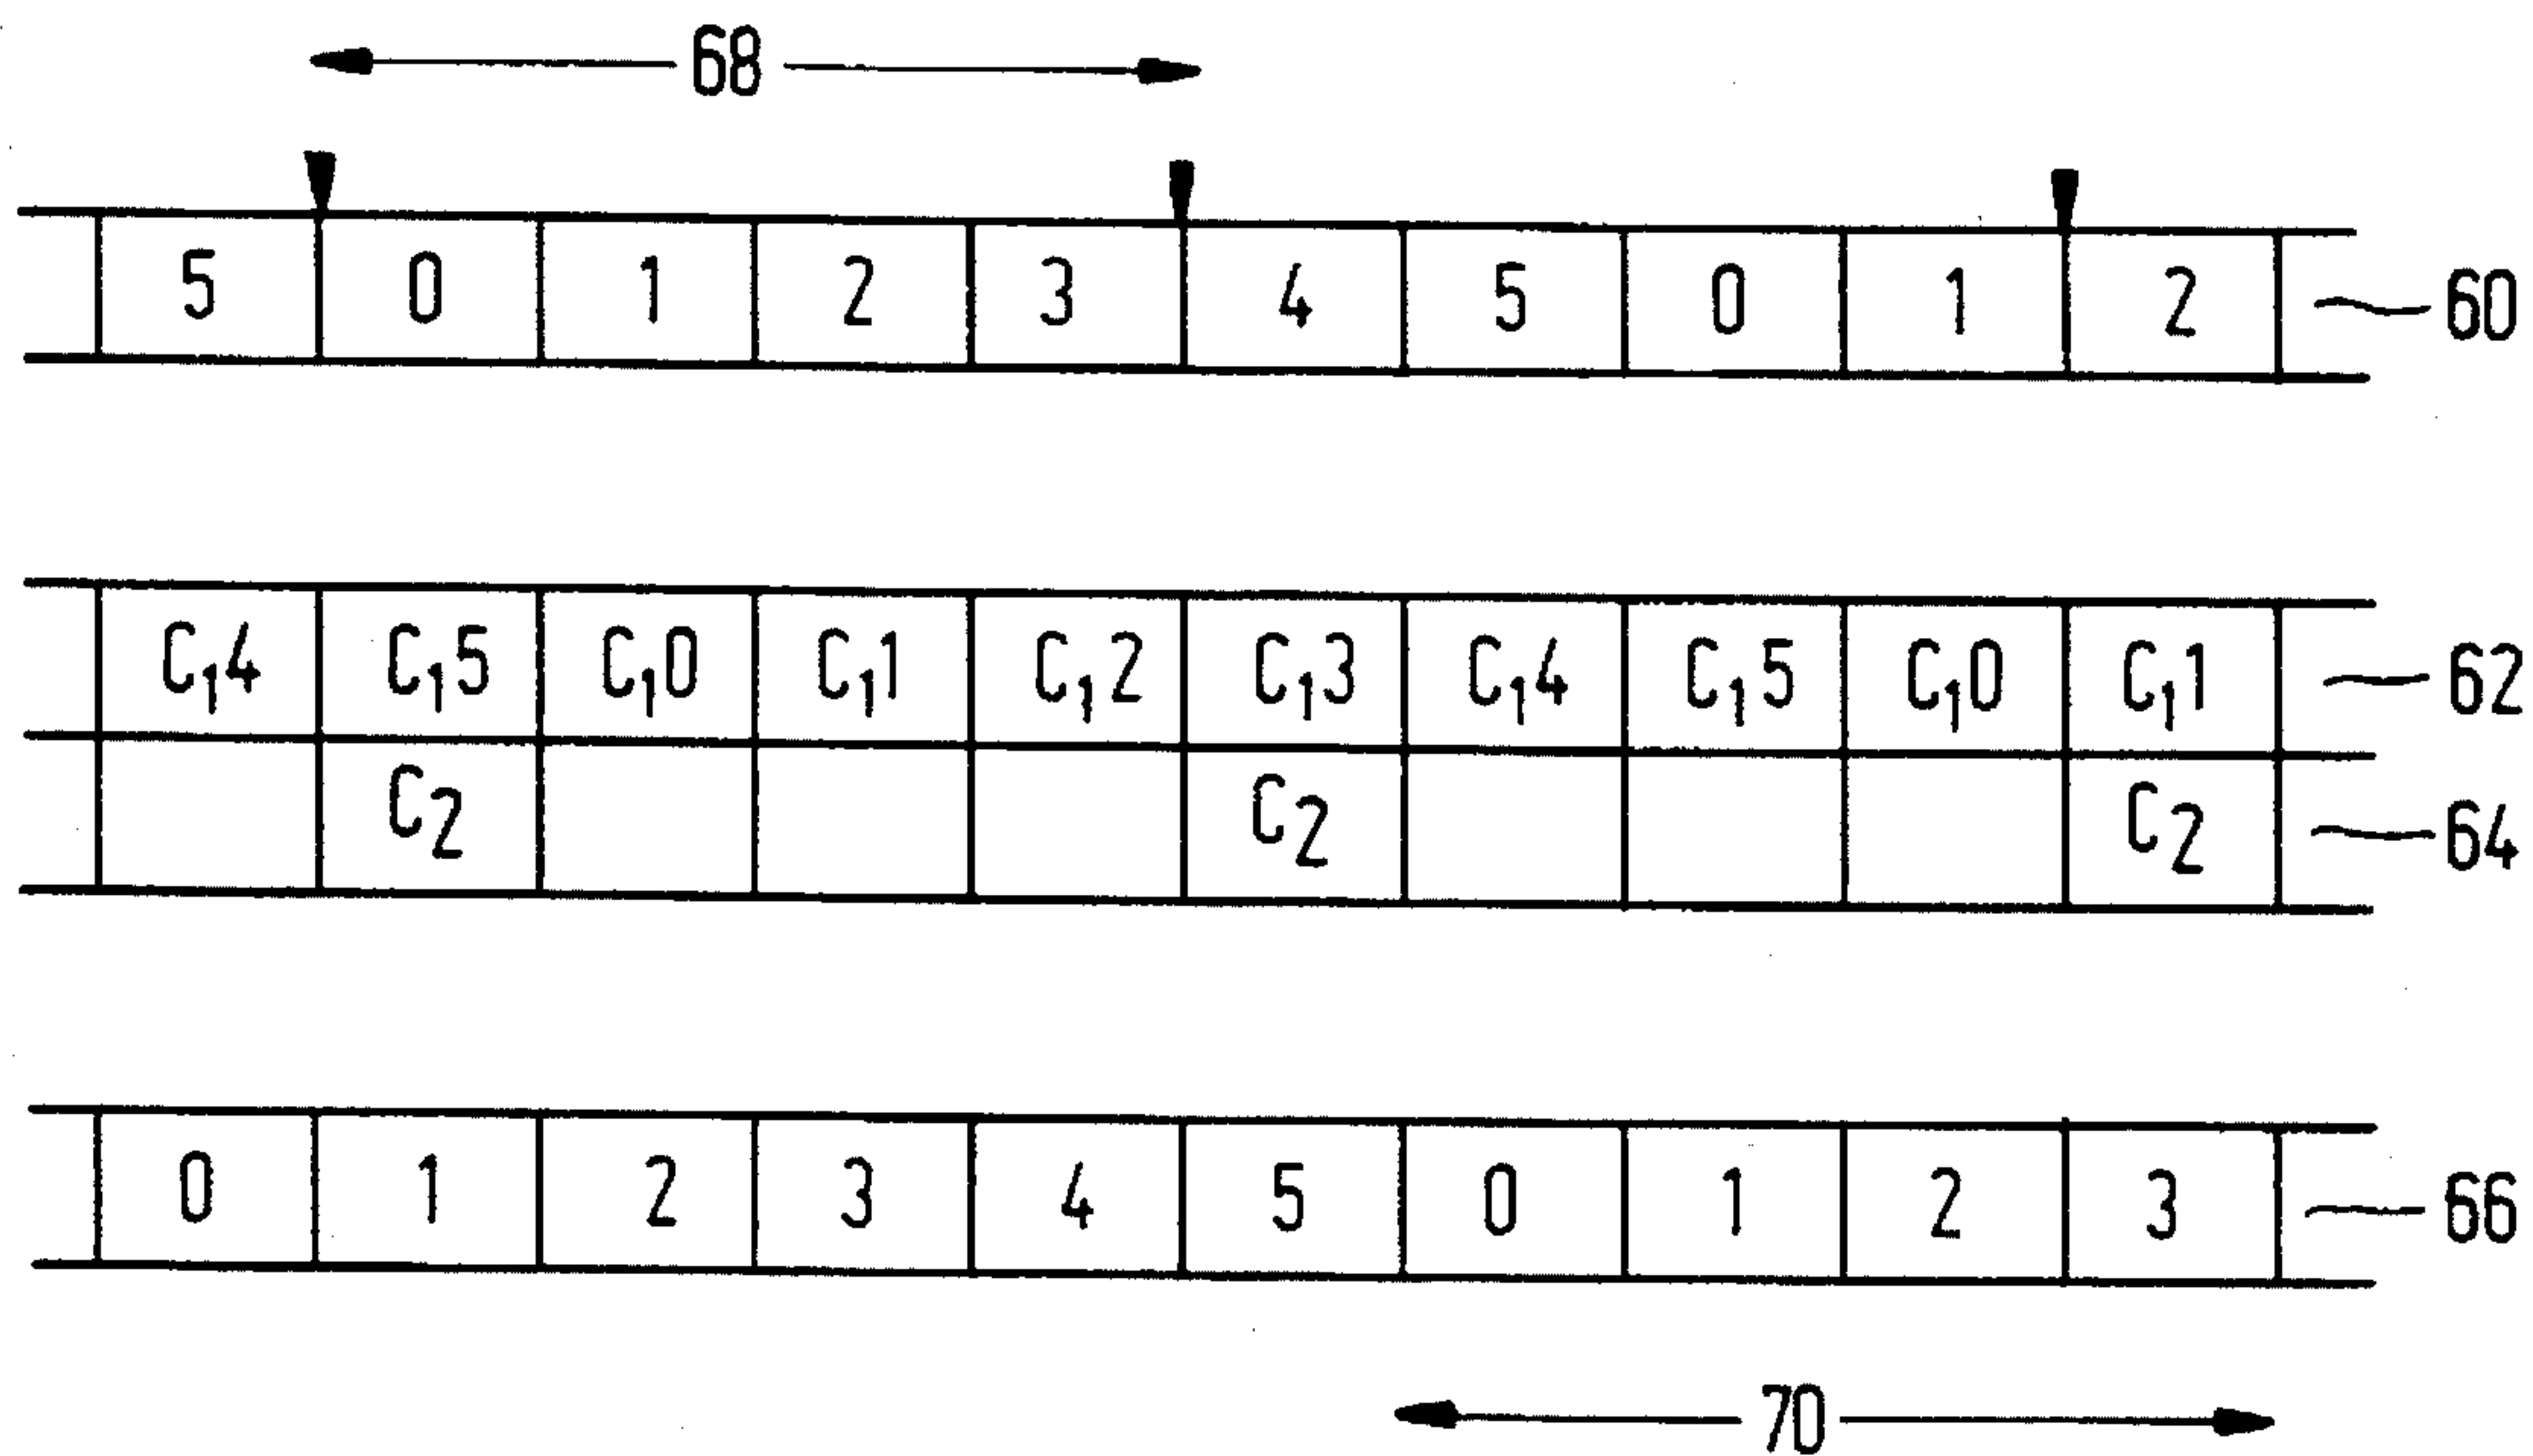 68
5 0 1 2 3 4 5 0 1 2 60
C₁4 C₁5 C₁0 C₁1 C₁2 C₁3 C₁4 C₁5 C₁0 C₁1 62
C₂ C₂ C₂ 64
0 1 2 3 4 5 0 1 2 3 66
70